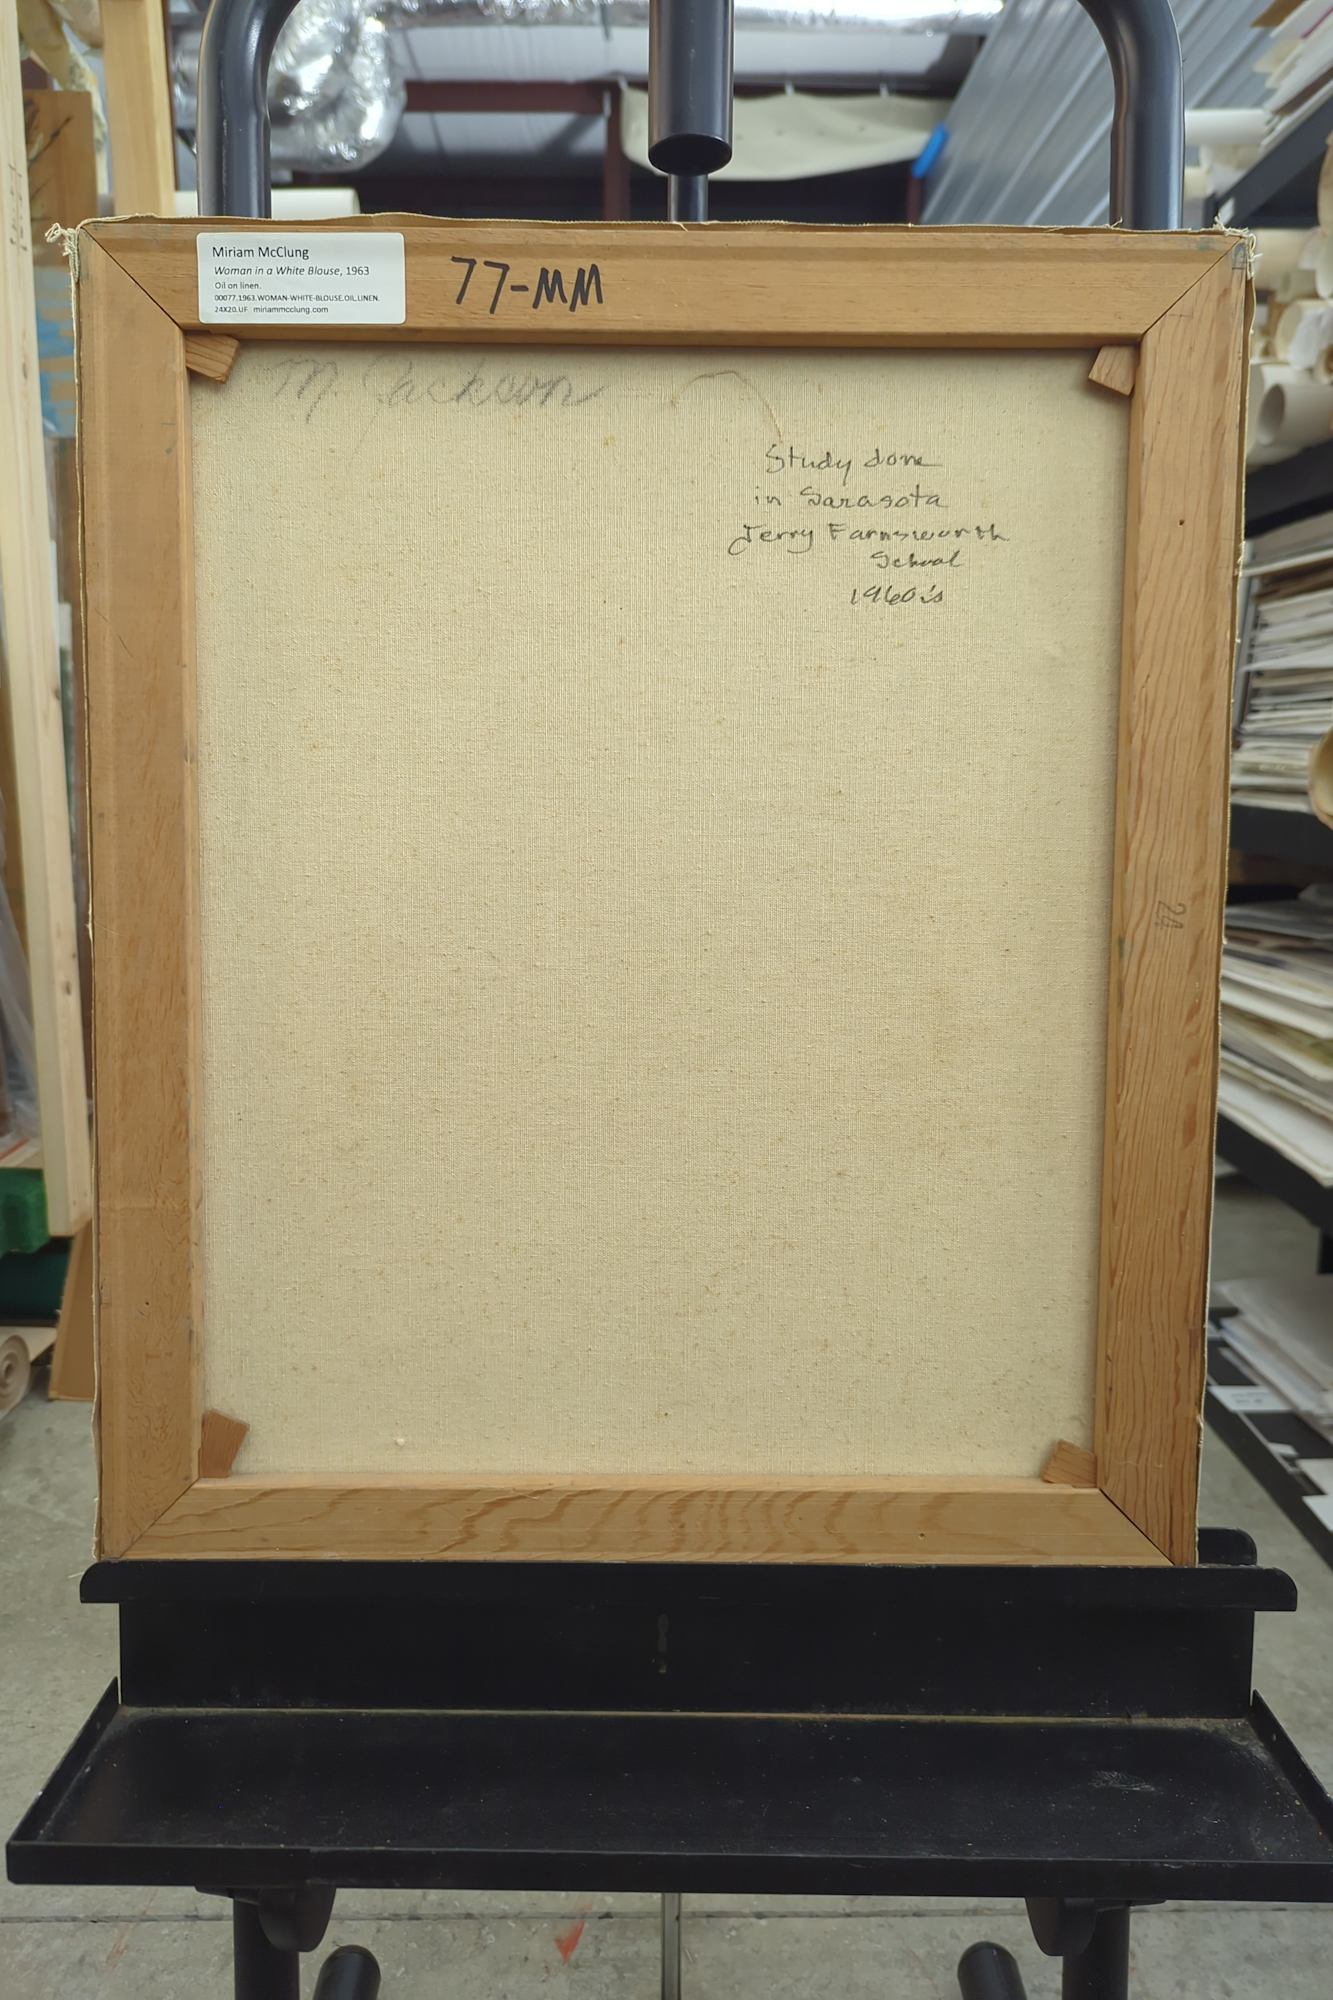 Miriam McClung
Woman in a White Blouse, 1963
Oil on linen.
00077.1963.WOMAN-WHITE-BLOUSE.OIL.LINEN.
24X20.UF miriammcclung.com
77-MM
M. Jackson
Study done
in Sarasota
Jerry Farnsworth
School
1960's
24